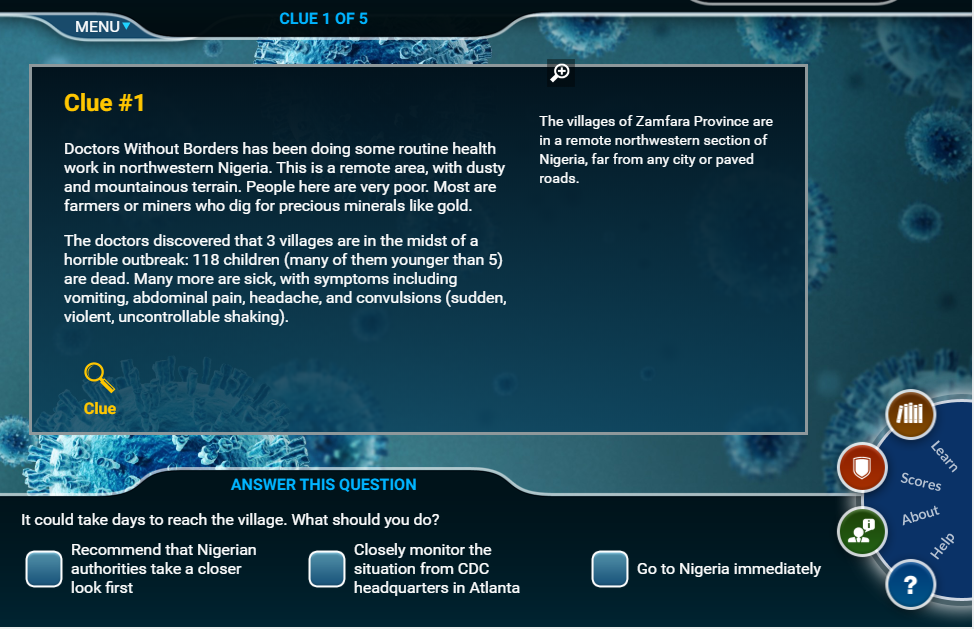 MENU
CLUE 1 OF 5
Clue #1
Doctors Without Borders has been doing some routine health
work in northwestern Nigeria. This is a remote area, with dusty
and mountainous terrain. People here are very poor. Most are
farmers or miners who dig for precious minerals like gold.
The doctors discovered that 3 villages are in the midst of a
horrible outbreak: 118 children (many of them younger than 5)
are dead. Many more are sick, with symptoms including
vomiting, abdominal pain, headache, and convulsions (sudden,
violent, uncontrollable shaking).
Clue
The villages of Zamfara Province are
in a remote northwestern section of
Nigeria, far from any city or paved
roads.
Learn
Scores
About
Help
?
ANSWER THIS QUESTION
It could take days to reach the village. What should you do?
Recommend that Nigerian
authorities take a closer
look first
Closely monitor the
situation from CDC
headquarters in Atlanta
Go to Nigeria immediately